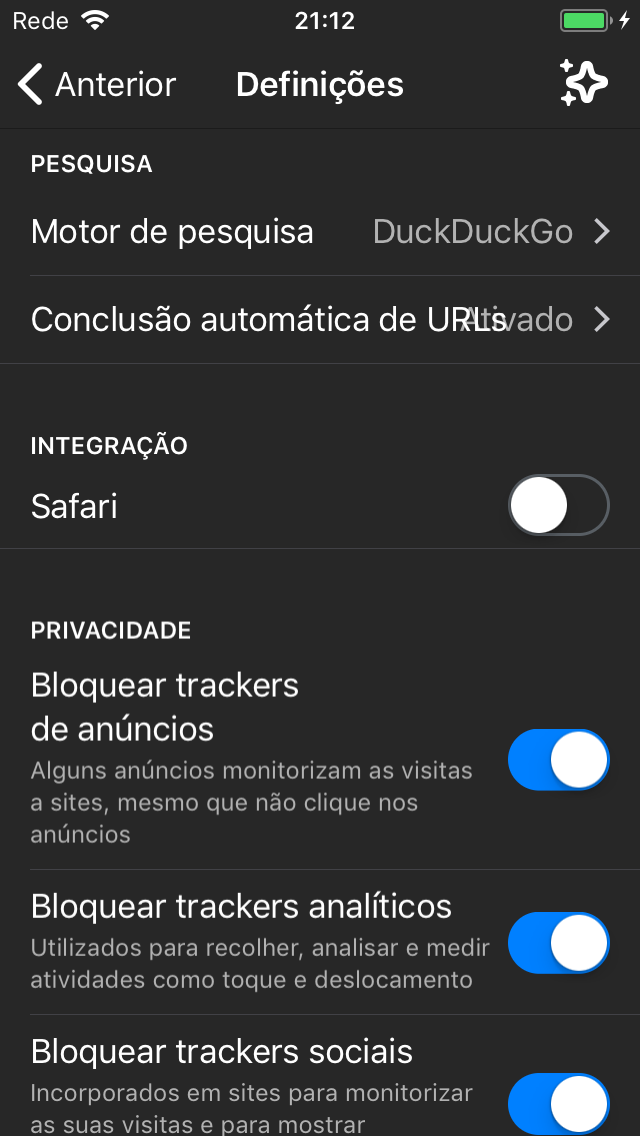 Rede 21:12
Anterior Definições
PESQUISA
Motor de pesquisa DuckDuckGo
Conclusão automática de URLs Ativado
INTEGRAÇÃO
Safari
PRIVACIDADE
Bloquear trackers
de anúncios
Alguns anúncios monitorizam as visitas
a sites, mesmo que não clique nos
anúncios
Bloquear trackers analíticos
Utilizados para recolher, analisar e medir
atividades como toque e deslocamento
Bloquear trackers sociais
Incorporados em sites para monitorizar
as suas visitas e para mostrar